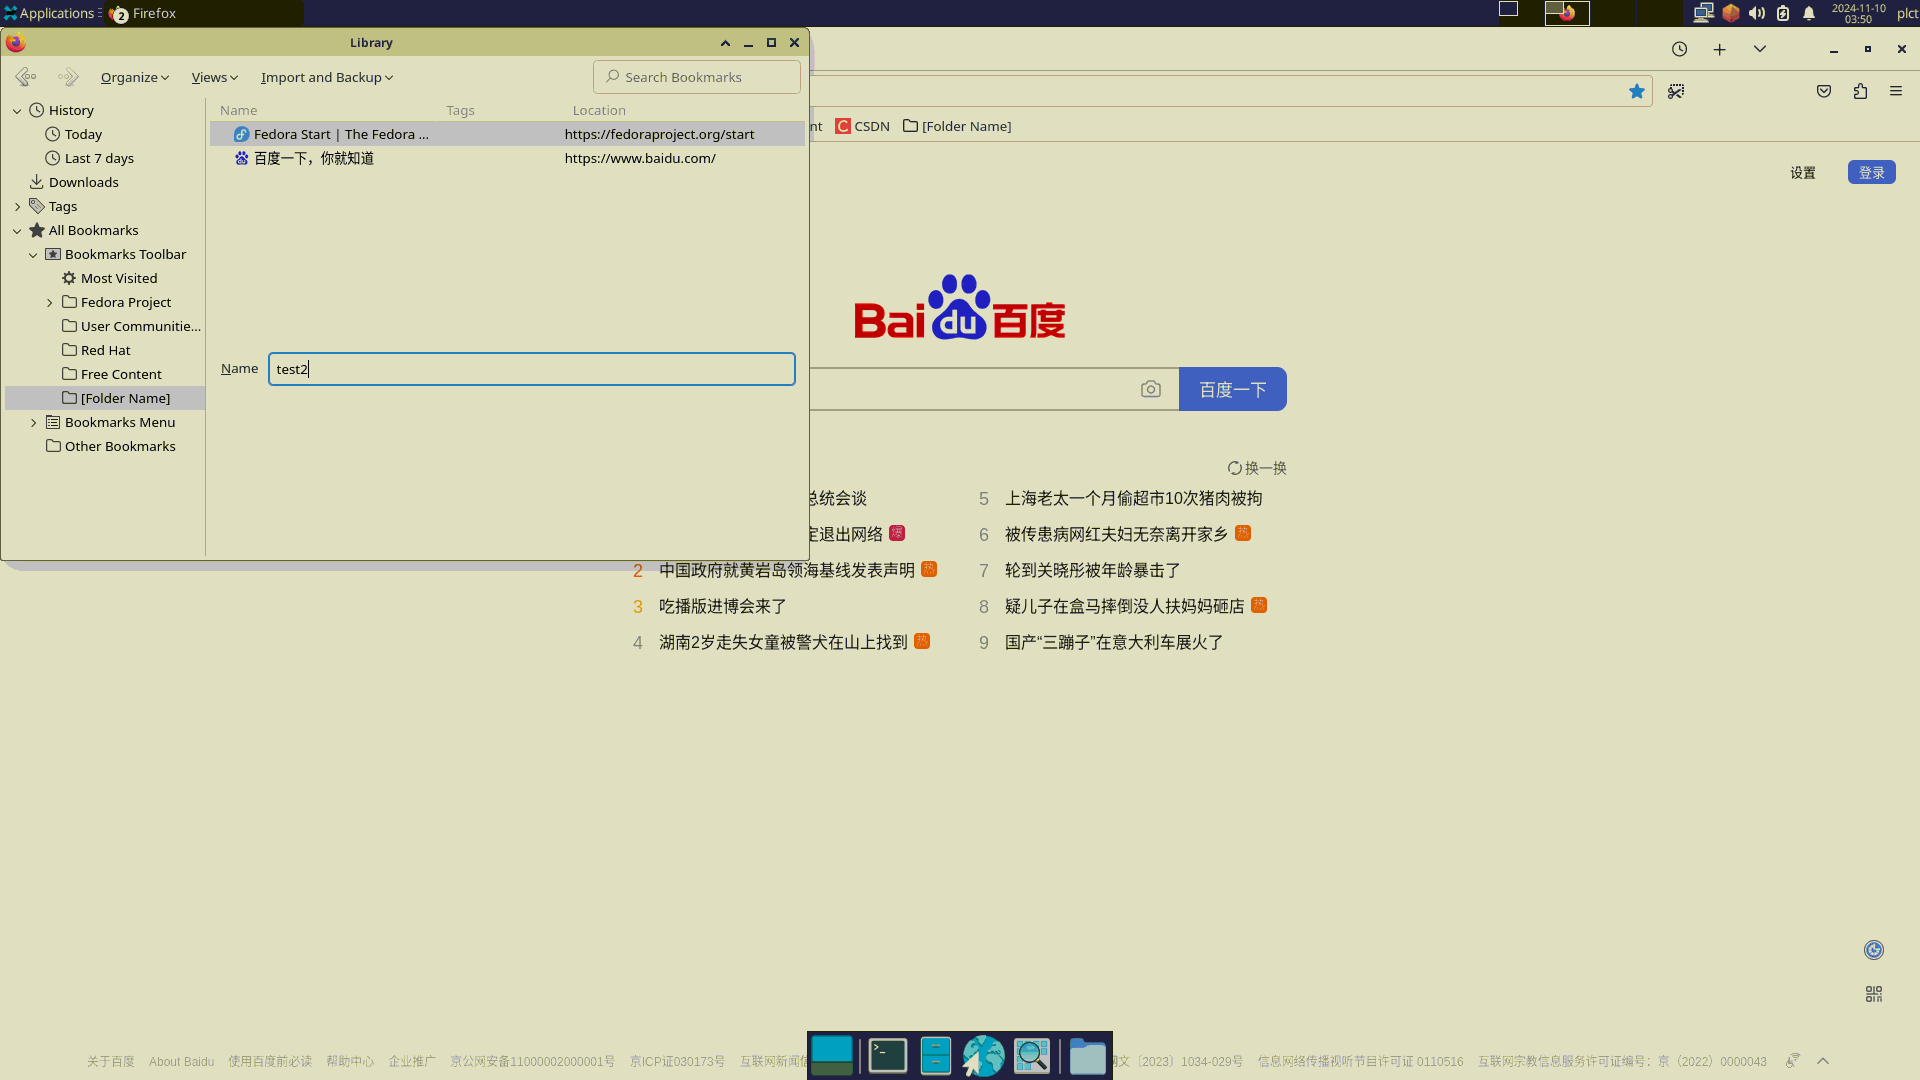 Applications
2
Firefox
2024-11-10
03:50
plct
Library
Organize
Views
Import and Backup
Search Bookmarks
History
Today
Last 7 days
Downloads
Tags
All Bookmarks
Bookmarks Toolbar
Most Visited
Fedora Project
User Communitie...
Red Hat
Free Content
[Folder Name]
Bookmarks Menu
Other Bookmarks
Name Tags Location
Fedora Start | The Fedora ... https://fedoraproject.org/start
百度一下，你就知道 https://www.baidu.com/
Name test2
nt CSDN [Folder Name]
设置 登录
Bai du 百度
百度一下
换一换
总统会谈
定退出网络 爆
2 中国政府就黄岩岛领海基线发表声明 热
3 吃播版进博会来了
4 湖南2岁走失女童被警犬在山上找到 热
5 上海老太一个月偷超市10次猪肉被拘
6 被传患病网红夫妇无奈离开家乡 热
7 轮到关晓彤被年龄暴击了
8 疑儿子在盒马摔倒没人扶妈妈砸店 热
9 国产“三蹦子”在意大利车展火了
关于百度 About Baidu 使用百度前必读 帮助中心 企业推广 京公网安备11000002000001号 京ICP证030173号 互联网新闻信 网文〔2023〕1034-029号 信息网络传播视听节目许可证 0110516 互联网宗教信息服务许可证编号：京（2022）0000043